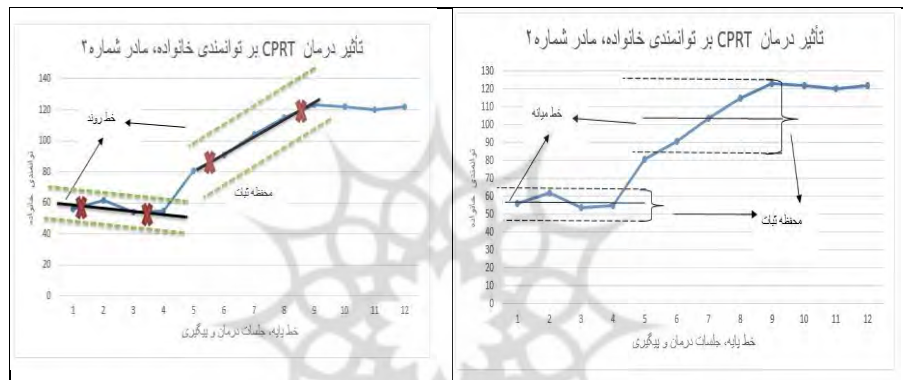 تأثیر درمان CPRT بر توانمندی خانواده، مادر شماره۲
140
120
100
80
60
40
20
0
توانمندی خانواده
خط روند
محفظه ثبات
1 2 3 4 5 6 7 8 9 10 11 12
خط پایه، جلسات درمان و پیگیری
تأثیر درمان CPRT بر توانمندی خانواده، مادر شماره۲
130
120
110
100
90
80
70
60
50
40
30
20
10
0
توانمندی خانواده
خط میانه
محفظه ثبات
1 2 3 4 5 6 7 8 9 10 11 12
خط پایه، جلسات درمان و پیگیری